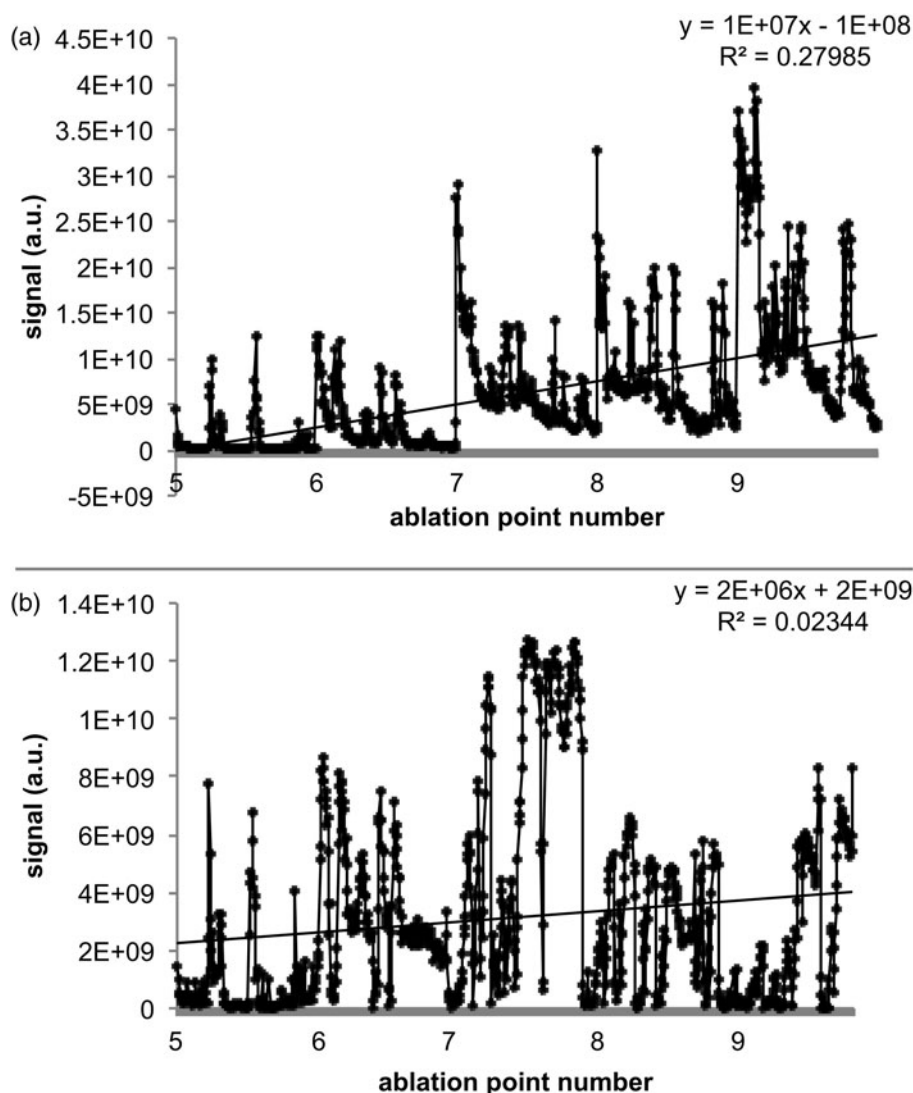 (a)
y = 1E+07x - 1E+08
R² = 0.27985
4.5E+10
4E+10
3.5E+10
3E+10
2.5E+10
2E+10
1.5E+10
1E+10
5E+09
0
-5E+09
signal (a.u.)
5 6 7 8 9
ablation point number
(b)
y = 2E+06x + 2E+09
R² = 0.02344
1.4E+10
1.2E+10
1E+10
8E+09
6E+09
4E+09
2E+09
0
signal (a.u.)
5 6 7 8 9
ablation point number